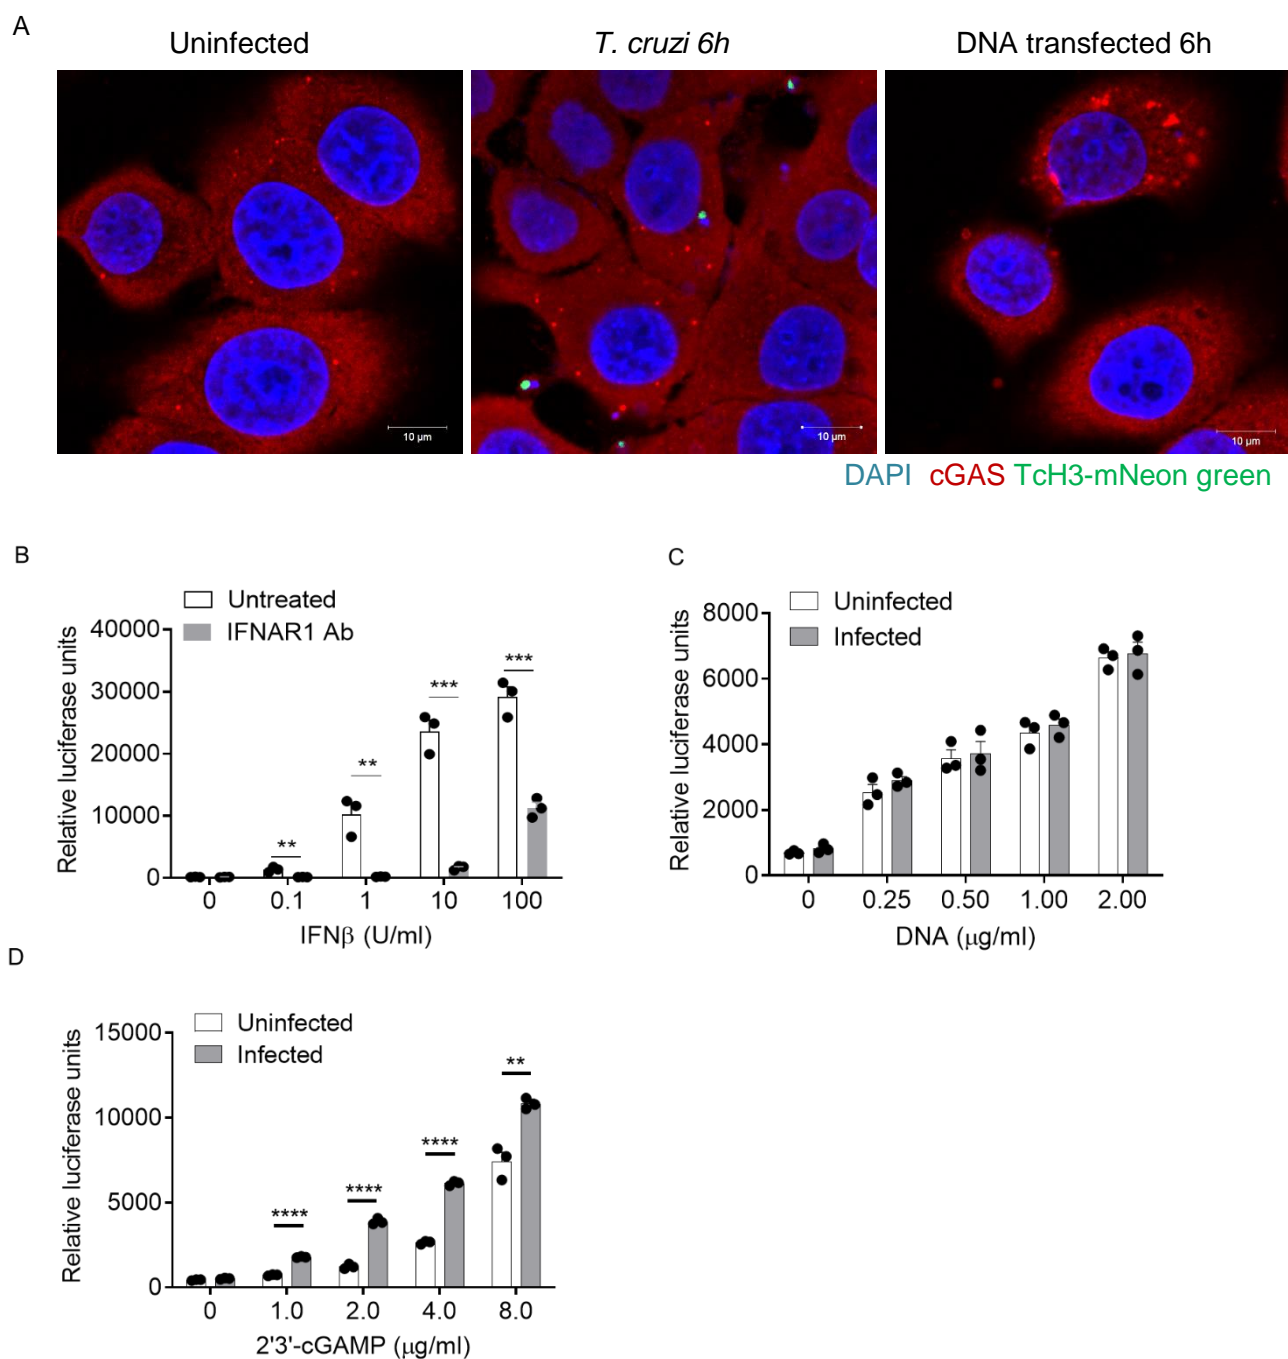 A
Uninfected
T. cruzi 6h
DNA transfected 6h
10 µm
10 µm
10 µm
DAPI cGAS TcH3-mNeon green
B
Untreated
IFNAR1 Ab
Relative luciferase units
40000
30000
20000
10000
0
**
**
***
***
0 0.1 1 10 100
IFNβ (U/ml)
C
Uninfected
Infected
Relative luciferase units
8000
6000
4000
2000
0
0 0.25 0.50 1.00 2.00
DNA (µg/ml)
D
Uninfected
Infected
Relative luciferase units
15000
10000
5000
0
****
****
****
**
0 1.0 2.0 4.0 8.0
2'3'-cGAMP (µg/ml)